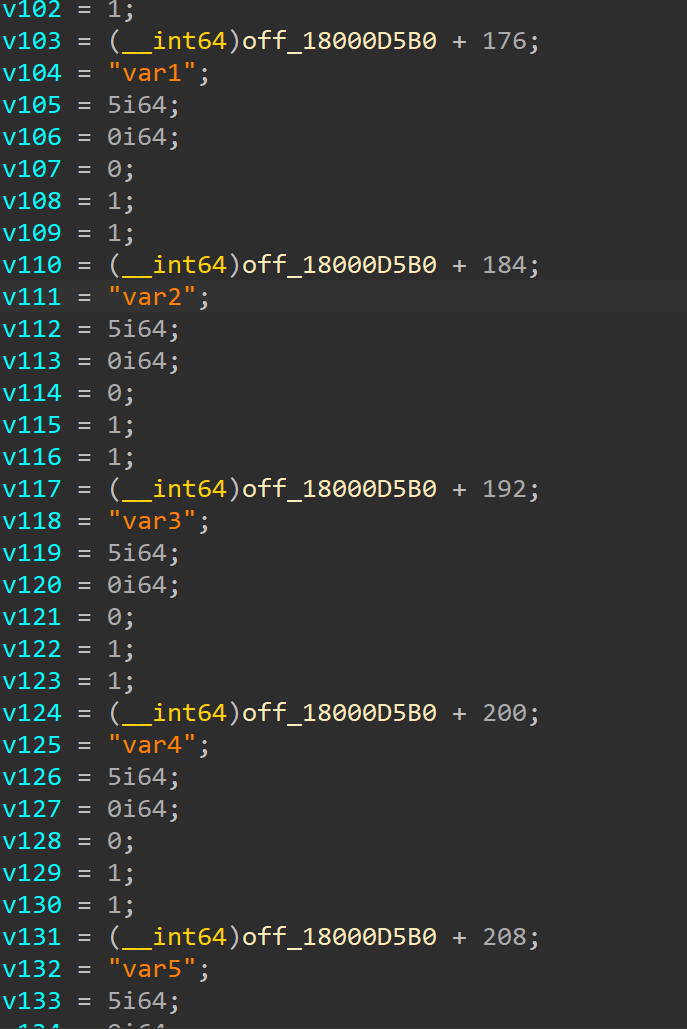 v102 = 1;
v103 = (__int64)off_18000D5B0 + 176;
v104 = "var1";
v105 = 5i64;
v106 = 0i64;
v107 = 0;
v108 = 1;
v109 = 1;
v110 = (__int64)off_18000D5B0 + 184;
v111 = "var2";
v112 = 5i64;
v113 = 0i64;
v114 = 0;
v115 = 1;
v116 = 1;
v117 = (__int64)off_18000D5B0 + 192;
v118 = "var3";
v119 = 5i64;
v120 = 0i64;
v121 = 0;
v122 = 1;
v123 = 1;
v124 = (__int64)off_18000D5B0 + 200;
v125 = "var4";
v126 = 5i64;
v127 = 0i64;
v128 = 0;
v129 = 1;
v130 = 1;
v131 = (__int64)off_18000D5B0 + 208;
v132 = "var5";
v133 = 5i64;